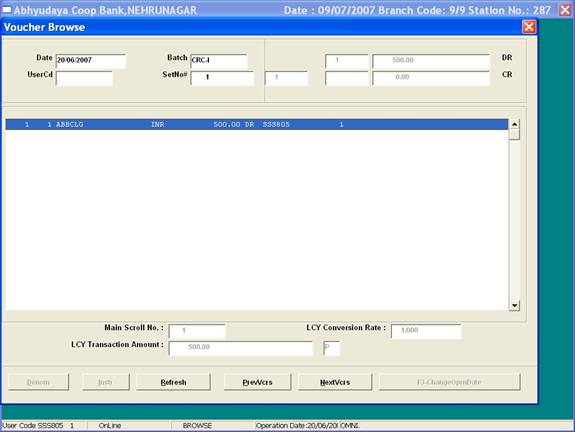 Abhyudaya Coop Bank,NEHRUNAGAR Date : 09/07/2007 Branch Code: 9/9 Station No.: 287
Voucher Browse
Date 20/06/2007 Batch CRC-I 1 500.00 DR
UserCd SetNo# 1 1 0.00 CR
1 1 ABBCLG INR 500.00 DR SSS805 1
Main Scroll No. : 1 LCY Conversion Rate : 1.000
LCY Transaction Amount : 500.00 P
Denom Instr Refresh PrevVcrs NextVcrs F3-ChangeOprnDate
User Code SSS805 1 OnLine BROWSE Operation Date:20/06/20( OMNI.